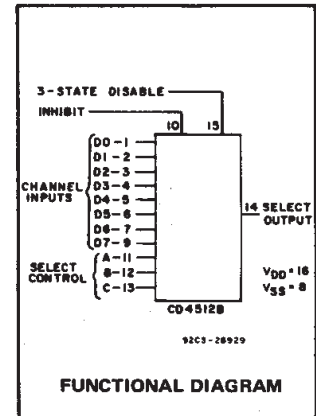 3-STATE DISABLE
INHIBIT
10 15
D0-1
D1-2
D2-3
D3-4
D4-5
D5-6
D6-7
D7-9
CHANNEL
INPUTS
A-11
B-12
C-13
SELECT
CONTROL
14 SELECT
OUTPUT
VDD=16
VSS=8
CD4512B
92CS-28929
FUNCTIONAL DIAGRAM